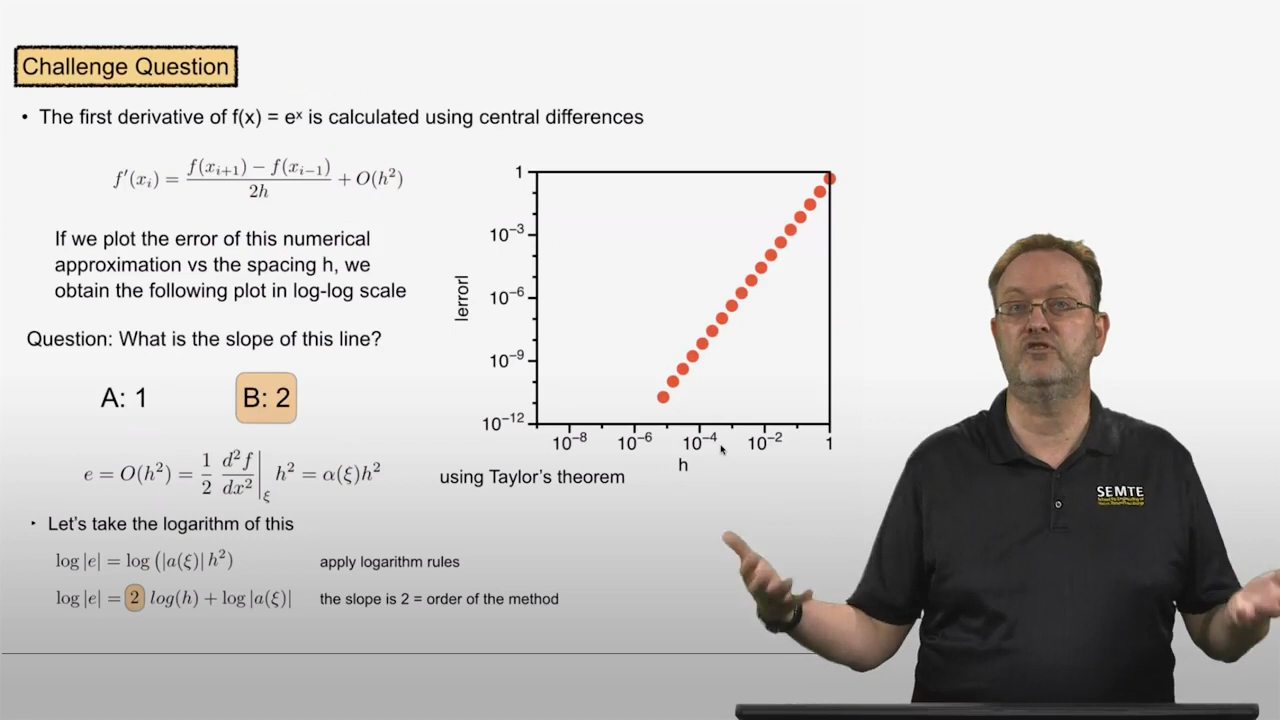 Challenge Question
• The first derivative of f(x) = eˣ is calculated using central differences
f′(xᵢ) = (f(xᵢ₊₁) − f(xᵢ₋₁)) / 2h + O(h²)
If we plot the error of this numerical
approximation vs the spacing h, we
obtain the following plot in log-log scale
Question: What is the slope of this line?
A: 1 B: 2
|error|
1
10⁻³
10⁻⁶
10⁻⁹
10⁻¹²
10⁻⁸ 10⁻⁶ 10⁻⁴ 10⁻² 1
h
e = O(h²) = 1/2 d²f/dx²|ξ h² = α(ξ)h² using Taylor's theorem
‣ Let's take the logarithm of this
log |e| = log (|a(ξ)| h²) apply logarithm rules
log |e| = 2 log(h) + log |a(ξ)| the slope is 2 = order of the method
SEMTE